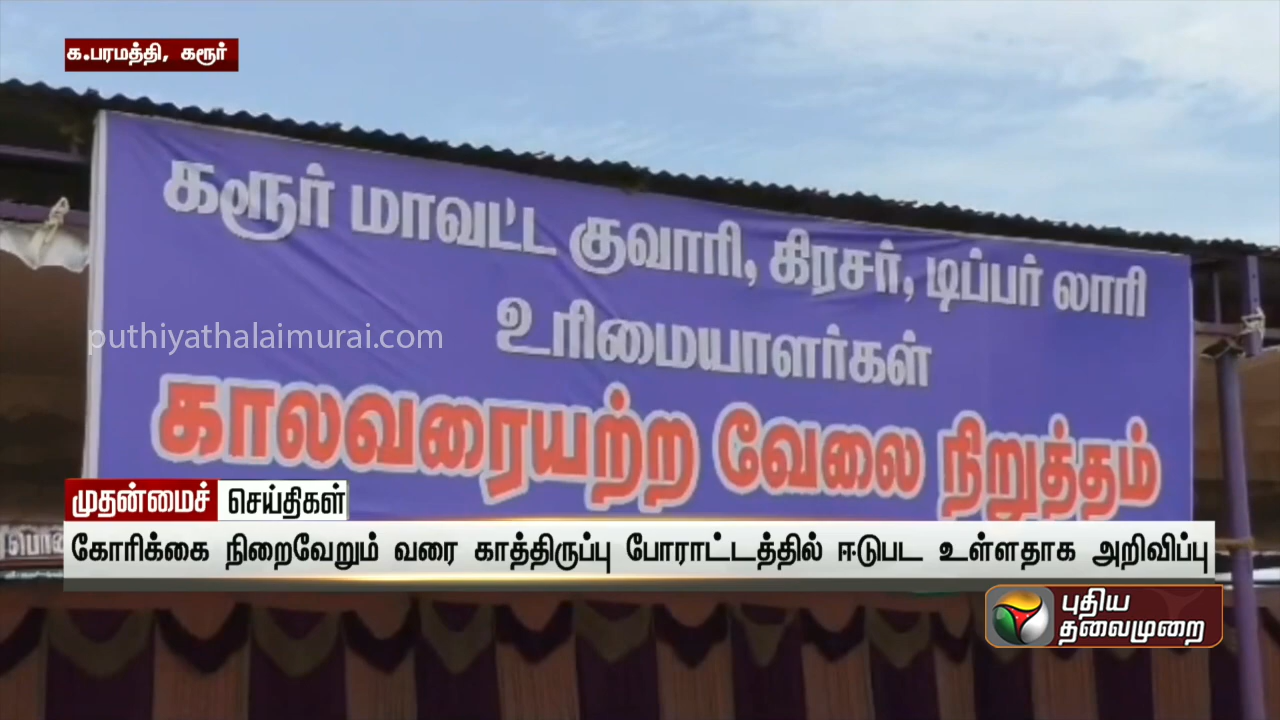 க.பரமத்தி, கரூர்
கரூர் மாவட்ட குவாரி, கிரசர், டிப்பர் லாரி
உரிமையாளர்கள்
puthiyathalaimurai.com
காலவரையற்ற வேலை நிறுத்தம்
முதன்மைச் செய்திகள்
கோரிக்கை நிறைவேறும் வரை காத்திருப்பு போராட்டத்தில் ஈடுபட உள்ளதாக அறிவிப்பு
புதிய
தலைமுறை